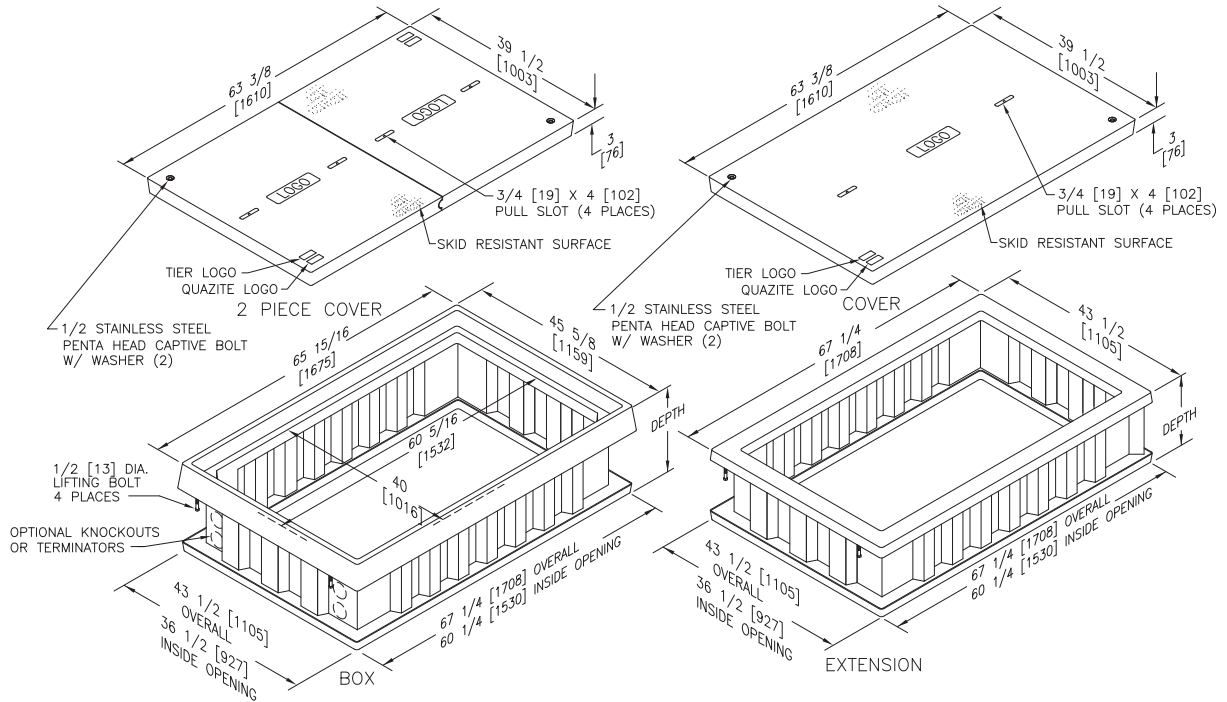 63 3/8
[1610]
39 1/2
[1003]
3
[76]
LOGO
LOGO
3/4 [19] X 4 [102]
PULL SLOT (4 PLACES)
SKID RESISTANT SURFACE
TIER LOGO
QUAZITE LOGO
2 PIECE COVER
1/2 STAINLESS STEEL
PENTA HEAD CAPTIVE BOLT
W/ WASHER (2)
63 3/8
[1610]
39 1/2
[1003]
3
[76]
LOGO
3/4 [19] X 4 [102]
PULL SLOT (4 PLACES)
SKID RESISTANT SURFACE
TIER LOGO
QUAZITE LOGO
COVER
1/2 STAINLESS STEEL
PENTA HEAD CAPTIVE BOLT
W/ WASHER (2)
65 15/16
[1675]
45 5/8
[1159]
DEPTH
60 5/16
[1532]
40
[1016]
1/2 [13] DIA.
LIFTING BOLT
4 PLACES
OPTIONAL KNOCKOUTS
OR TERMINATORS
43 1/2 [1105]
OVERALL
36 1/2 [927]
INSIDE OPENING
67 1/4 [1708] OVERALL
60 1/4 [1530] INSIDE OPENING
BOX
67 1/4
[1708]
43 1/2
[1105]
DEPTH
43 1/2 [1105]
OVERALL
36 1/2 [927]
INSIDE OPENING
67 1/4 [1708] OVERALL
60 1/4 [1530] INSIDE OPENING
EXTENSION